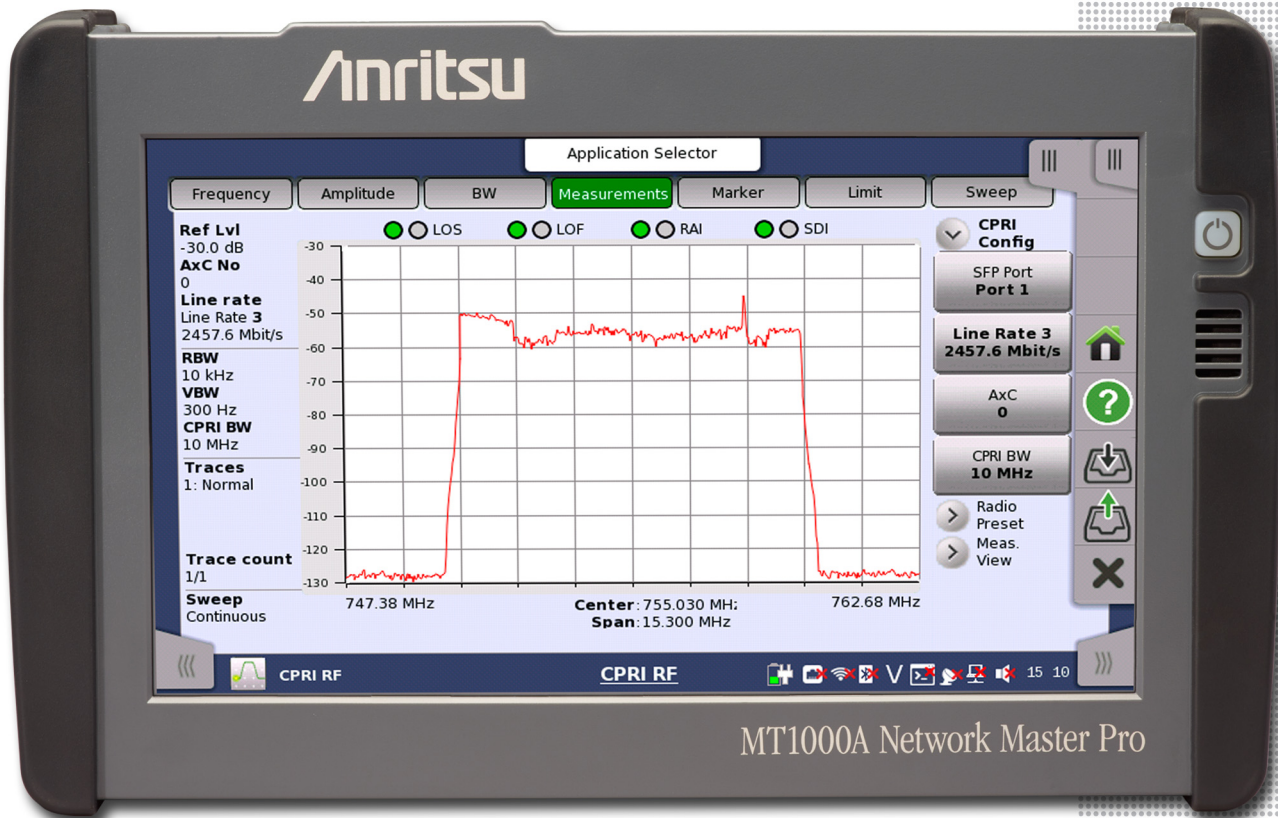 Anritsu
Application Selector
Frequency Amplitude BW Measurements Marker Limit Sweep
Ref Lvl
-30.0 dB
AxC No
0
Line rate
Line Rate 3
2457.6 Mbit/s
RBW
10 kHz
VBW
300 Hz
CPRI BW
10 MHz
Traces
1: Normal
Trace count
1/1
Sweep
Continuous
LOS LOF RAI SDI
-30
-40
-50
-60
-70
-80
-90
-100
-110
-120
-130
747.38 MHz
Center:755.030 MH
Span:15.300 MHz
762.68 MHz
CPRI
Config
SFP Port
Port 1
Line Rate 3
2457.6 Mbit/s
AxC
0
CPRI BW
10 MHz
Radio
Preset
Meas.
View
CPRI RF
CPRI RF
V
15 10
MT1000A Network Master Pro